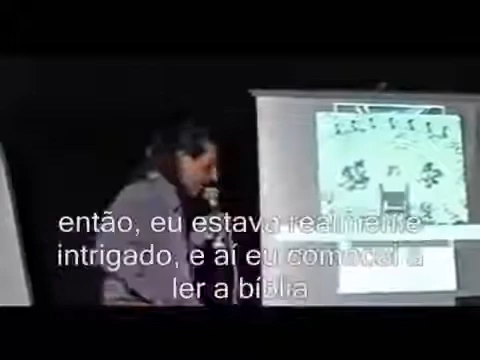 então, eu estava realmente
intrigado, e aí eu comecei a
ler a bíblia